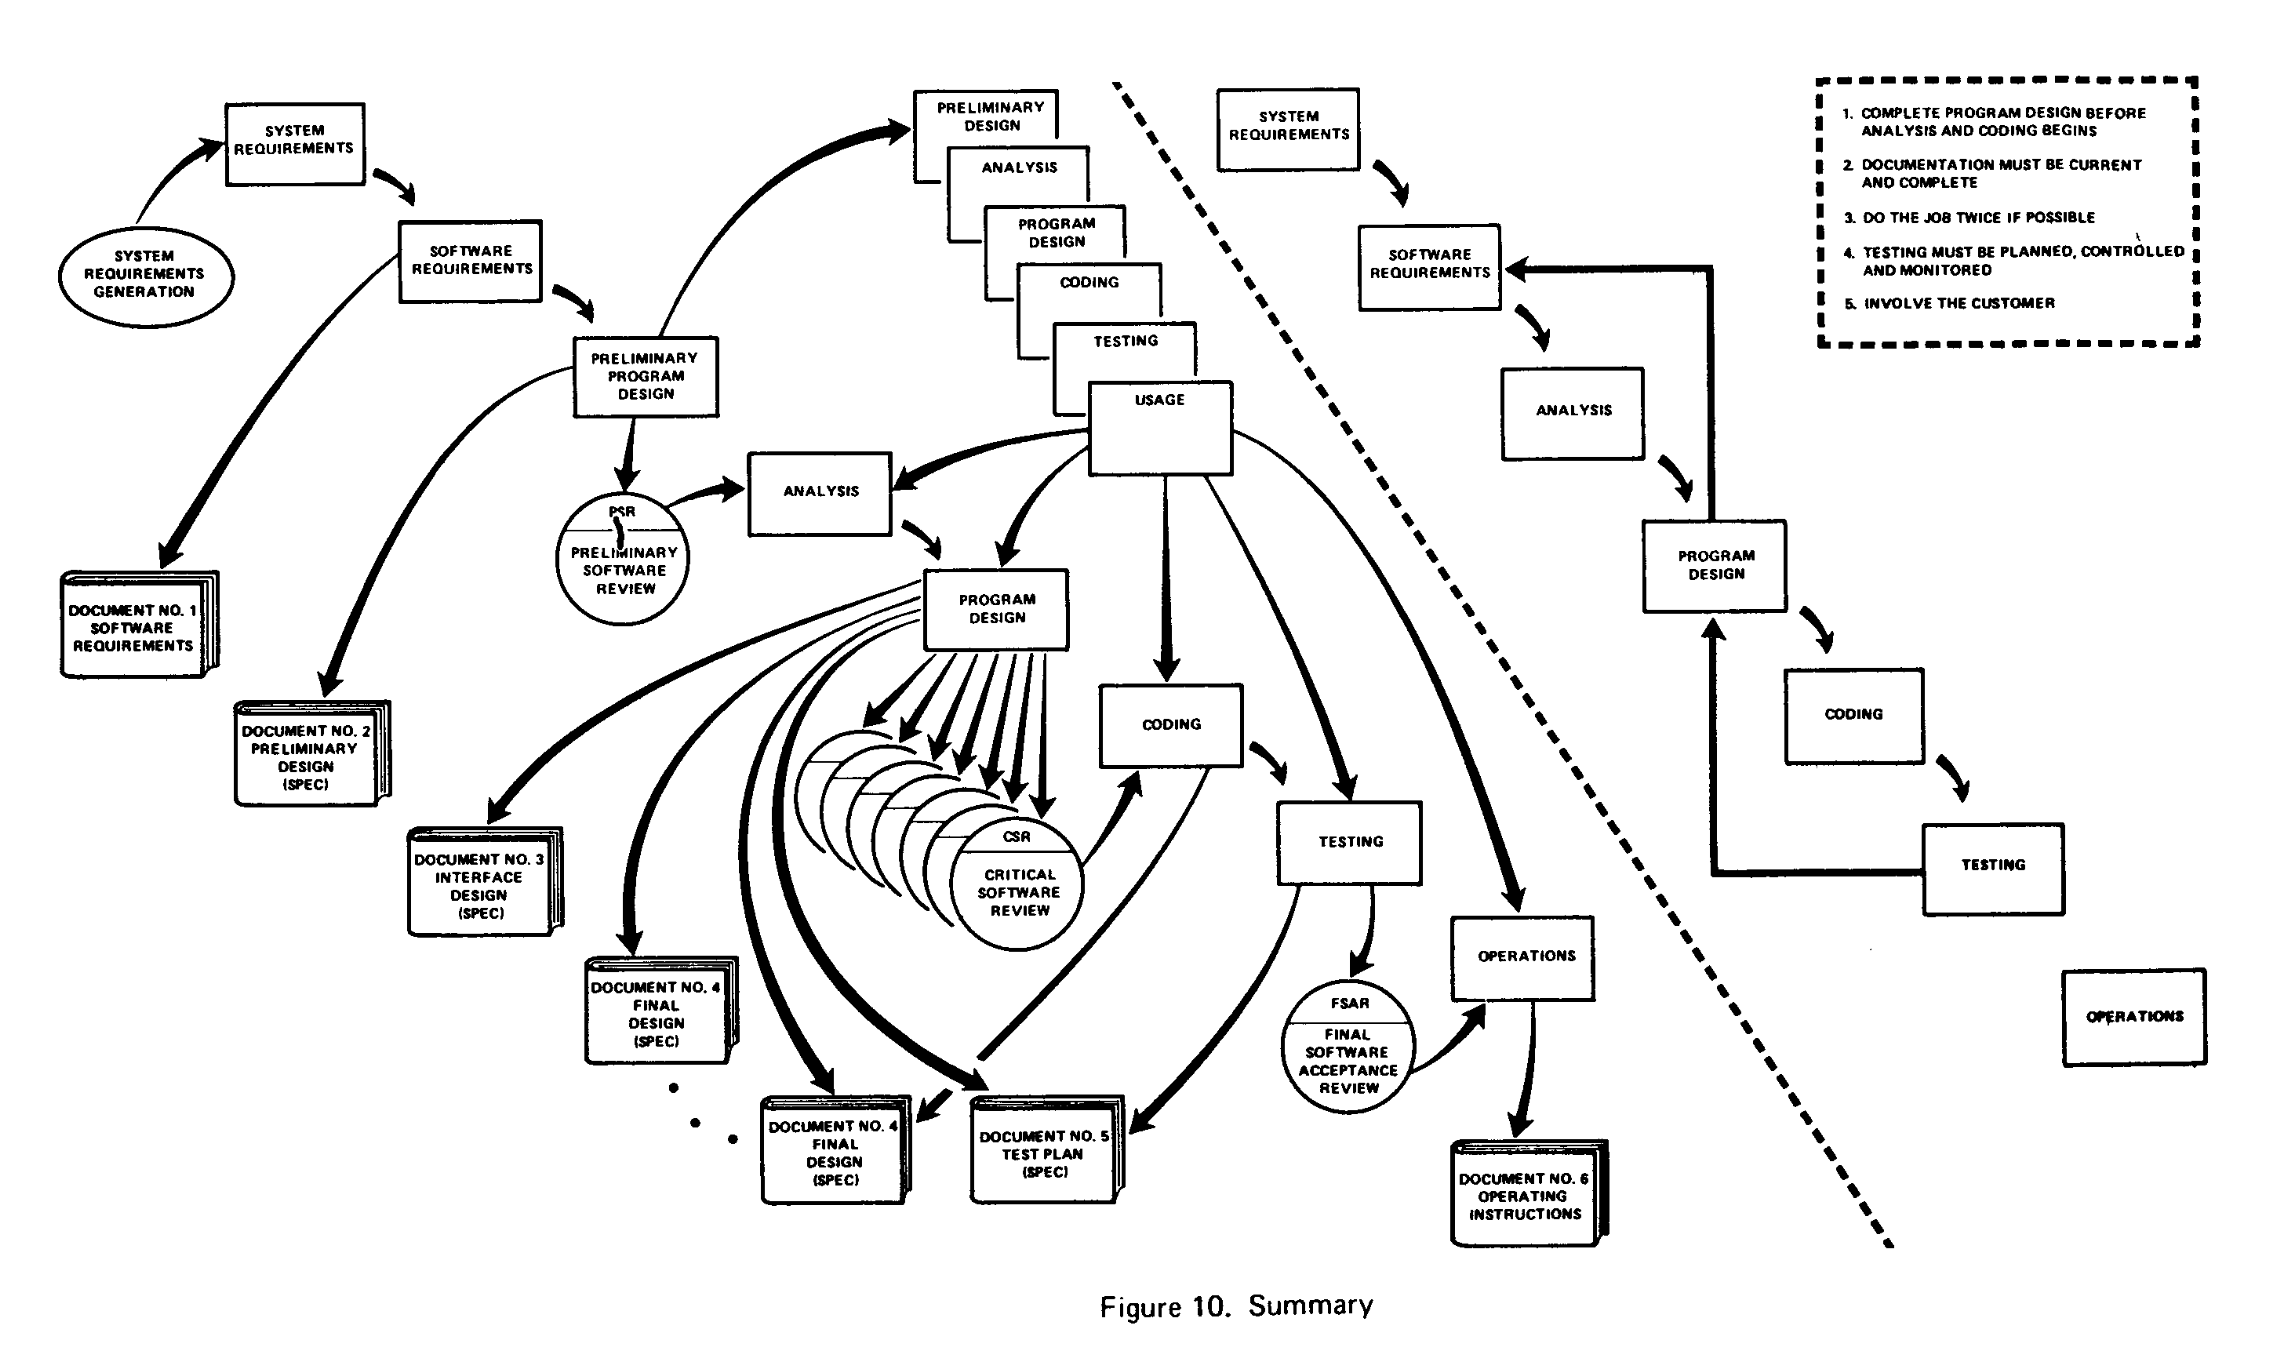 SYSTEM
REQUIREMENTS
SYSTEM
REQUIREMENTS
GENERATION
SOFTWARE
REQUIREMENTS
PRELIMINARY
PROGRAM
DESIGN
PSR
PRELIMINARY
SOFTWARE
REVIEW
PRELIMINARY
DESIGN
ANALYSIS
PROGRAM
DESIGN
CODING
TESTING
USAGE
ANALYSIS
PROGRAM
DESIGN
CSR
CRITICAL
SOFTWARE
REVIEW
CODING
TESTING
FSAR
FINAL
SOFTWARE
ACCEPTANCE
REVIEW
OPERATIONS
DOCUMENT NO. 1
SOFTWARE
REQUIREMENTS
DOCUMENT NO. 2
PRELIMINARY
DESIGN
(SPEC)
DOCUMENT NO. 3
INTERFACE
DESIGN
(SPEC)
DOCUMENT NO. 4
FINAL
DESIGN
(SPEC)
DOCUMENT NO. 4
FINAL
DESIGN
(SPEC)
DOCUMENT NO. 5
TEST PLAN
(SPEC)
DOCUMENT NO. 6
OPERATING
INSTRUCTIONS
SYSTEM
REQUIREMENTS
SOFTWARE
REQUIREMENTS
ANALYSIS
PROGRAM
DESIGN
CODING
TESTING
OPERATIONS
1. COMPLETE PROGRAM DESIGN BEFORE
ANALYSIS AND CODING BEGINS
2. DOCUMENTATION MUST BE CURRENT
AND COMPLETE
3. DO THE JOB TWICE IF POSSIBLE
4. TESTING MUST BE PLANNED, CONTROLLED
AND MONITORED
5. INVOLVE THE CUSTOMER
Figure 10. Summary